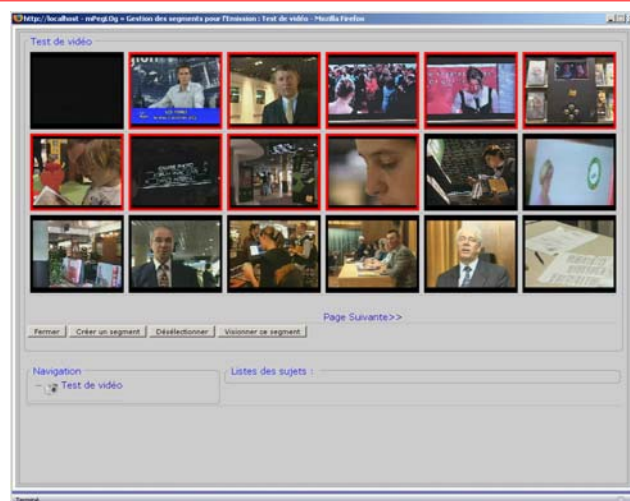 http://localhost - mPegLOg = Gestion des segments pour l'Emission : Test de vidéo - Mozilla Firefox
Test de vidéo
Page Suivante>>
Fermer Créer un segment Désélectionner Visionner ce segment
Navigation
Test de vidéo
Listes des sujets :
Terminé